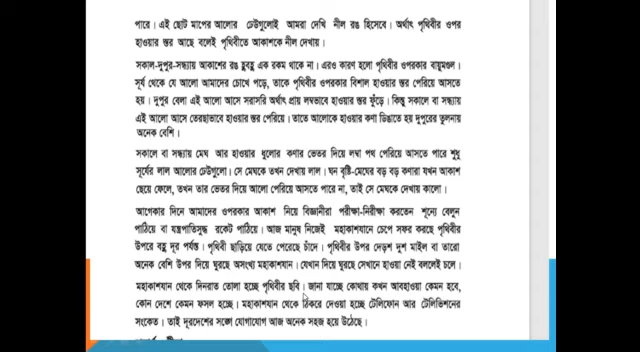 পারে। এই ছোট মাপের আলোর ঢেউগুলোই আমরা দেখি নীল রঙ হিসেবে। অর্থাৎ পৃথিবীর ওপর
হাওয়ার স্তর আছে বলেই পৃথিবীতে আকাশকে নীল দেখায়।
সকাল-দুপুর-সন্ধ্যায় আকাশের রঙ হুবহু এক রকম থাকে না। এরও কারণ হলো পৃথিবীর ওপরকার বায়ুমণ্ডল।
সূর্য থেকে যে আলো আমাদের চোখে পড়ে, তাকে পৃথিবীর ওপরকার বিশাল হাওয়ার স্তর পেরিয়ে আসতে
হয়। দুপুর বেলা এই আলো আসে সরাসরি অর্থাৎ প্রায় লম্বভাবে হাওয়ার স্তর ফুঁড়ে। কিন্তু সকালে বা সন্ধ্যায়
এই আলো আসে তেরছাভাবে হাওয়ার স্তর পেরিয়ে। তাতে আলোকে হাওয়ার কণা ডিঙাতে হয় দুপুরের তুলনায়
অনেক বেশি।
সকালে বা সন্ধ্যায় মেঘ আর হাওয়ার ধুলোর কণার ভেতর দিয়ে লম্বা পথ পেরিয়ে আসতে পারে শুধু
সূর্যের লাল আলোর ঢেউগুলো। সে মেঘকে তখন দেখায় লাল। ঘন বৃষ্টি-মেঘের বড় বড় কণারা যখন আকাশ
ছেয়ে ফেলে, তখন তার ভেতর দিয়ে আলো পেরিয়ে আসতে পারে না, তাই সে মেঘকে দেখায় কালো।
আগেকার দিনে আমাদের ওপরকার আকাশ নিয়ে বিজ্ঞানীরা পরীক্ষা-নিরীক্ষা করতেন শূন্যে বেলুন
পাঠিয়ে বা যন্ত্রপাতিসুদ্ধ রকেট পাঠিয়ে। আজ মানুষ নিজেই মহাকাশযানে চেপে সফর করছে পৃথিবীর
উপরে বহু দূর পর্যন্ত। পৃথিবী ছাড়িয়ে যেতে পেরেছে চাঁদে। পৃথিবীর উপর দেড়শ দুশ মাইল বা তারো
অনেক বেশি উপর দিয়ে ঘুরছে অসংখ্য মহাকাশযান। যেখান দিয়ে ঘুরছে সেখানে হাওয়া নেই বললেই চলে।
মহাকাশযান থেকে দিনরাত তোলা হচ্ছে পৃথিবীর ছবি। জানা যাচ্ছে কোথায় কখন আবহাওয়া কেমন হবে,
কোন দেশে কেমন ফসল হচ্ছে। মহাকাশযান থেকে ঠিকরে দেওয়া হচ্ছে টেলিফোন আর টেলিভিশনের
সংকেত। তাই দূরদেশের সঙ্গে যোগাযোগ আজ অনেক সহজ হয়ে উঠেছে।